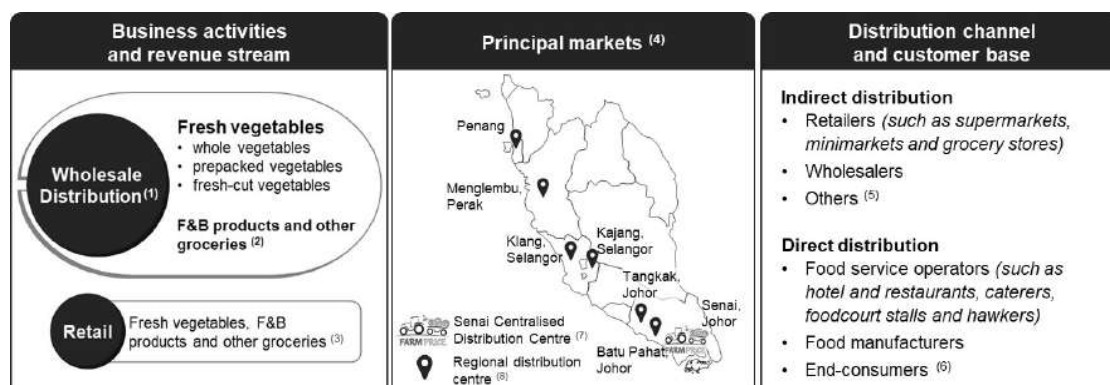 Business activities
and revenue stream
Wholesale
Distribution (1)
Fresh vegetables
• whole vegetables
• prepacked vegetables
• fresh-cut vegetables
F&B products and other
groceries (2)
Retail
Fresh vegetables, F&B
products and other groceries (3)
Principal markets (4)
Penang
Menglembu,
Perak
Klang,
Selangor
Kajang,
Selangor
Tangkak,
Johor
Senai,
Johor
Batu Pahat,
Johor
FARM PRICE
FARM PRICE
Senai Centralised
Distribution Centre (7)
Regional distribution
centre (8)
Distribution channel
and customer base
Indirect distribution
• Retailers (such as supermarkets,
minimarkets and grocery stores)
• Wholesalers
• Others (5)
Direct distribution
• Food service operators (such as
hotel and restaurants, caterers,
foodcourt stalls and hawkers)
• Food manufacturers
• End-consumers (6)